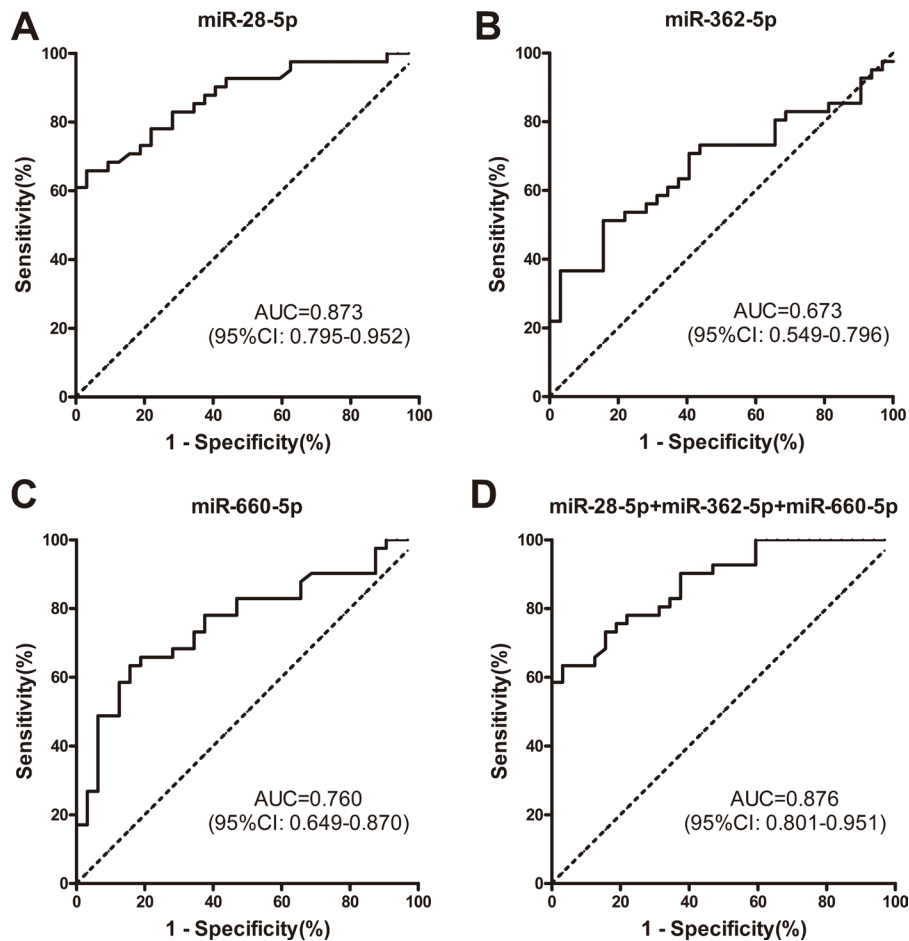 A
miR-28-5p
Sensitivity(%)
100
80
60
40
20
0
AUC=0.873
(95%CI: 0.795-0.952)
0 20 40 60 80 100
1 - Specificity(%)
B
miR-362-5p
Sensitivity(%)
100
80
60
40
20
0
AUC=0.673
(95%CI: 0.549-0.796)
0 20 40 60 80 100
1 - Specificity(%)
C
miR-660-5p
Sensitivity(%)
100
80
60
40
20
0
AUC=0.760
(95%CI: 0.649-0.870)
0 20 40 60 80 100
1 - Specificity(%)
D
miR-28-5p+miR-362-5p+miR-660-5p
Sensitivity(%)
100
80
60
40
20
0
AUC=0.876
(95%CI: 0.801-0.951)
0 20 40 60 80 100
1 - Specificity(%)